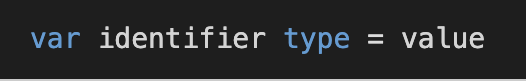 var identifier type = value